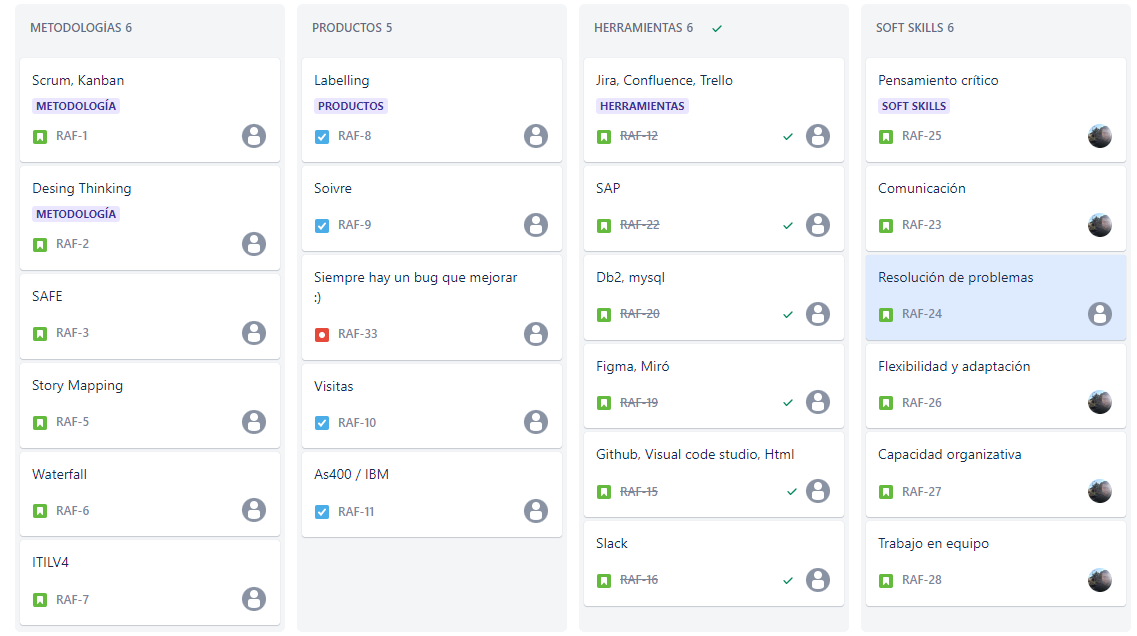 METODOLOGÍAS 6
Scrum, Kanban
METODOLOGÍA
RAF-1
Desing Thinking
METODOLOGÍA
RAF-2
SAFE
RAF-3
Story Mapping
RAF-5
Waterfall
RAF-6
ITILV4
RAF-7
PRODUCTOS 5
Labelling
PRODUCTOS
RAF-8
Soivre
RAF-9
Siempre hay un bug que mejorar
:)
RAF-33
Visitas
RAF-10
As400 / IBM
RAF-11
HERRAMIENTAS 6
Jira, Confluence, Trello
HERRAMIENTAS
RAF-12
SAP
RAF-22
Db2, mysql
RAF-20
Figma, Miró
RAF-19
Github, Visual code studio, Html
RAF-15
Slack
RAF-16
SOFT SKILLS 6
Pensamiento crítico
SOFT SKILLS
RAF-25
Comunicación
RAF-23
Resolución de problemas
RAF-24
Flexibilidad y adaptación
RAF-26
Capacidad organizativa
RAF-27
Trabajo en equipo
RAF-28